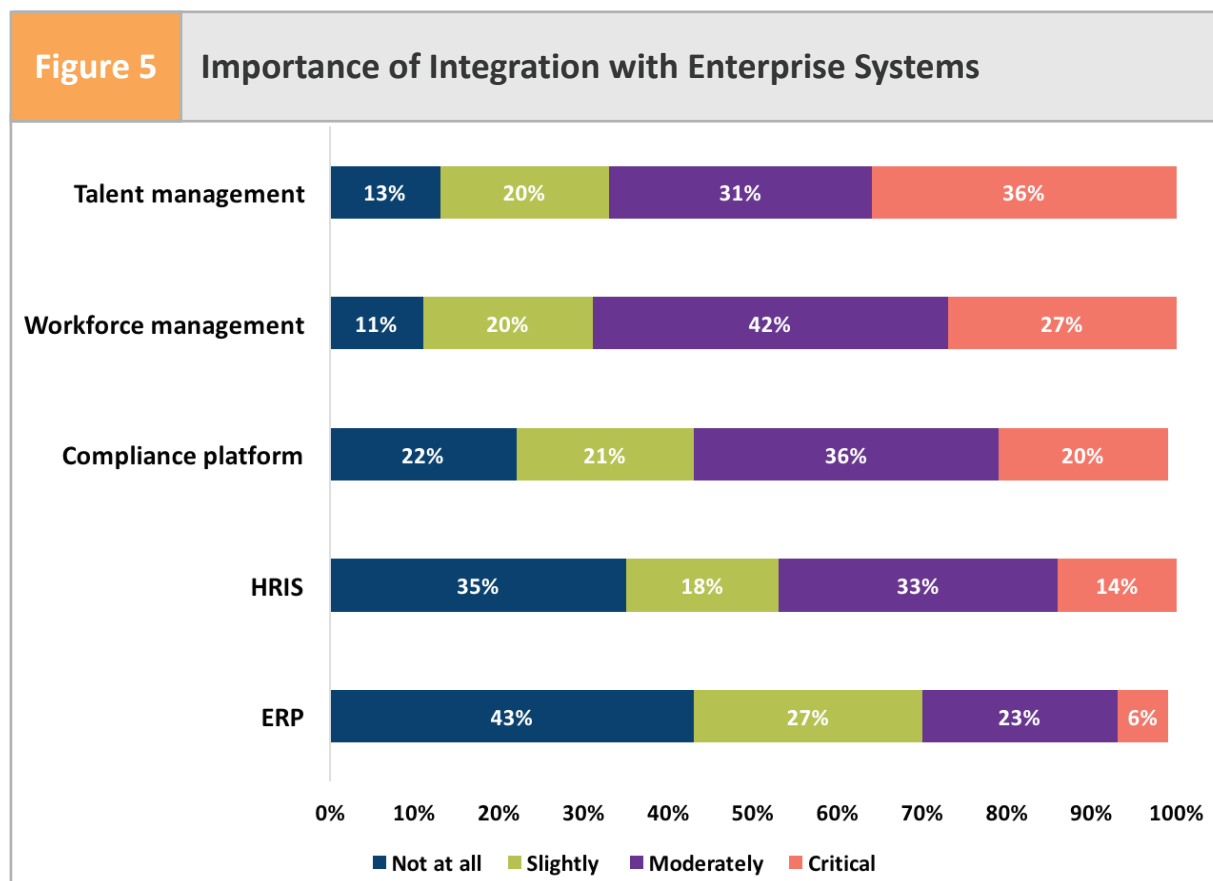 Figure 5 Importance of Integration with Enterprise Systems
Talent management 13% 20% 31% 36%
Workforce management 11% 20% 42% 27%
Compliance platform 22% 21% 36% 20%
HRIS 35% 18% 33% 14%
ERP 43% 27% 23% 6%
0% 10% 20% 30% 40% 50% 60% 70% 80% 90% 100%
Not at all Slightly Moderately Critical